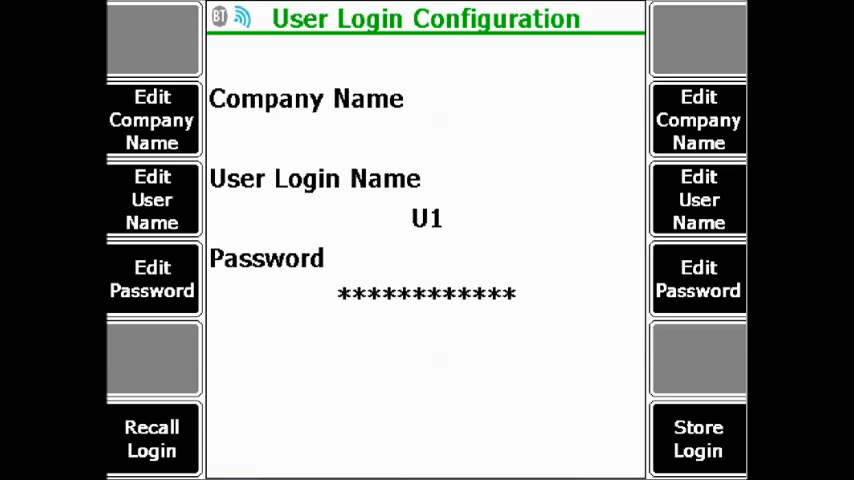 BT User Login Configuration
Edit
Company
Name
Company Name
Edit
Company
Name
Edit
User
Name
User Login Name
U1
Edit
User
Name
Edit
Password
Password
************
Edit
Password
Recall
Login
Store
Login